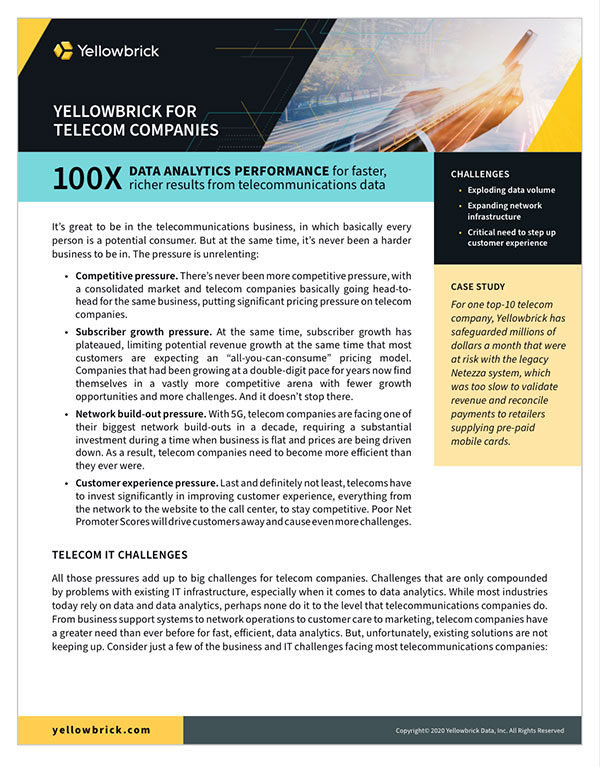 Yellowbrick
YELLOWBRICK FOR
TELECOM COMPANIES
100X DATA ANALYTICS PERFORMANCE for faster,
richer results from telecommunications data
It's great to be in the telecommunications business, in which basically every
person is a potential consumer. But at the same time, it's never been a harder
business to be in. The pressure is unrelenting:
• Competitive pressure. There's never been more competitive pressure, with
a consolidated market and telecom companies basically going head-to-
head for the same business, putting significant pricing pressure on telecom
companies.
• Subscriber growth pressure. At the same time, subscriber growth has
plateaued, limiting potential revenue growth at the same time that most
customers are expecting an “all-you-can-consume” pricing model.
Companies that had been growing at a double-digit pace for years now find
themselves in a vastly more competitive arena with fewer growth
opportunities and more challenges. And it doesn't stop there.
• Network build-out pressure. With 5G, telecom companies are facing one of
their biggest network build-outs in a decade, requiring a substantial
investment during a time when business is flat and prices are being driven
down. As a result, telecom companies need to become more efficient than
they ever were.
• Customer experience pressure. Last and definitely not least, telecoms have
to invest significantly in improving customer experience, everything from
the network to the website to the call center, to stay competitive. Poor Net
Promoter Scores will drive customers away and cause even more challenges.
CHALLENGES
• Exploding data volume
• Expanding network
infrastructure
• Critical need to step up
customer experience
CASE STUDY
For one top-10 telecom
company, Yellowbrick has
safeguarded millions of
dollars a month that were
at risk with the legacy
Netezza system, which
was too slow to validate
revenue and reconcile
payments to retailers
supplying pre-paid
mobile cards.
TELECOM IT CHALLENGES
All those pressures add up to big challenges for telecom companies. Challenges that are only compounded
by problems with existing IT infrastructure, especially when it comes to data analytics. While most industries
today rely on data and data analytics, perhaps none do it to the level that telecommunications companies do.
From business support systems to network operations to customer care to marketing, telecom companies have
a greater need than ever before for fast, efficient, data analytics. But, unfortunately, existing solutions are not
keeping up. Consider just a few of the business and IT challenges facing most telecommunications companies:
yellowbrick.com
Copyright© 2020 Yellowbrick Data, Inc. All Rights Reserved